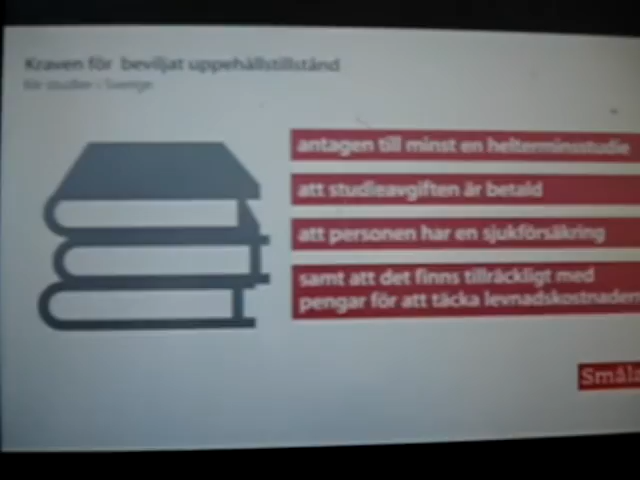 Kraven för beviljat uppehållstillstånd
för studier i Sverige
antagen till minst en helterminsstudie
att studieavgiften är betald
att personen har en sjukförsäkring
samt att det finns tillräckligt med
pengar för att täcka levnadskostnaden